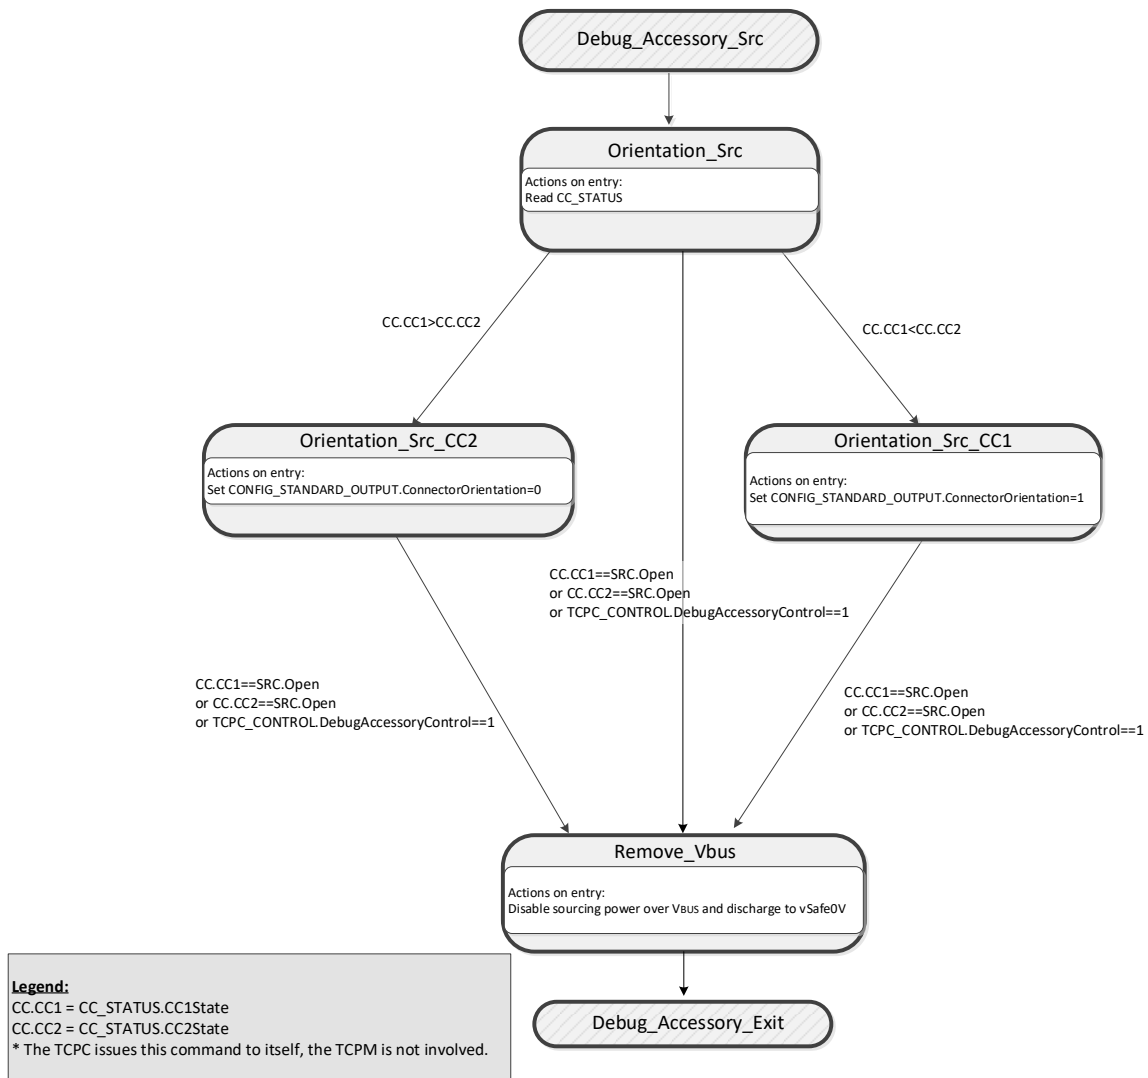 Debug_Accessory_Src
Orientation_Src
Actions on entry:
Read CC_STATUS
CC.CC1>CC.CC2
CC.CC1<CC.CC2
Orientation_Src_CC2
Actions on entry:
Set CONFIG_STANDARD_OUTPUT.ConnectorOrientation=0
Orientation_Src_CC1
Actions on entry:
Set CONFIG_STANDARD_OUTPUT.ConnectorOrientation=1
CC.CC1==SRC.Open
or CC.CC2==SRC.Open
or TCPC_CONTROL.DebugAccessoryControl==1
CC.CC1==SRC.Open
or CC.CC2==SRC.Open
or TCPC_CONTROL.DebugAccessoryControl==1
CC.CC1==SRC.Open
or CC.CC2==SRC.Open
or TCPC_CONTROL.DebugAccessoryControl==1
Remove_Vbus
Actions on entry:
Disable sourcing power over VBUS and discharge to vSafe0V
Legend:
CC.CC1 = CC_STATUS.CC1State
CC.CC2 = CC_STATUS.CC2State
* The TCPC issues this command to itself, the TCPM is not involved.
Debug_Accessory_Exit